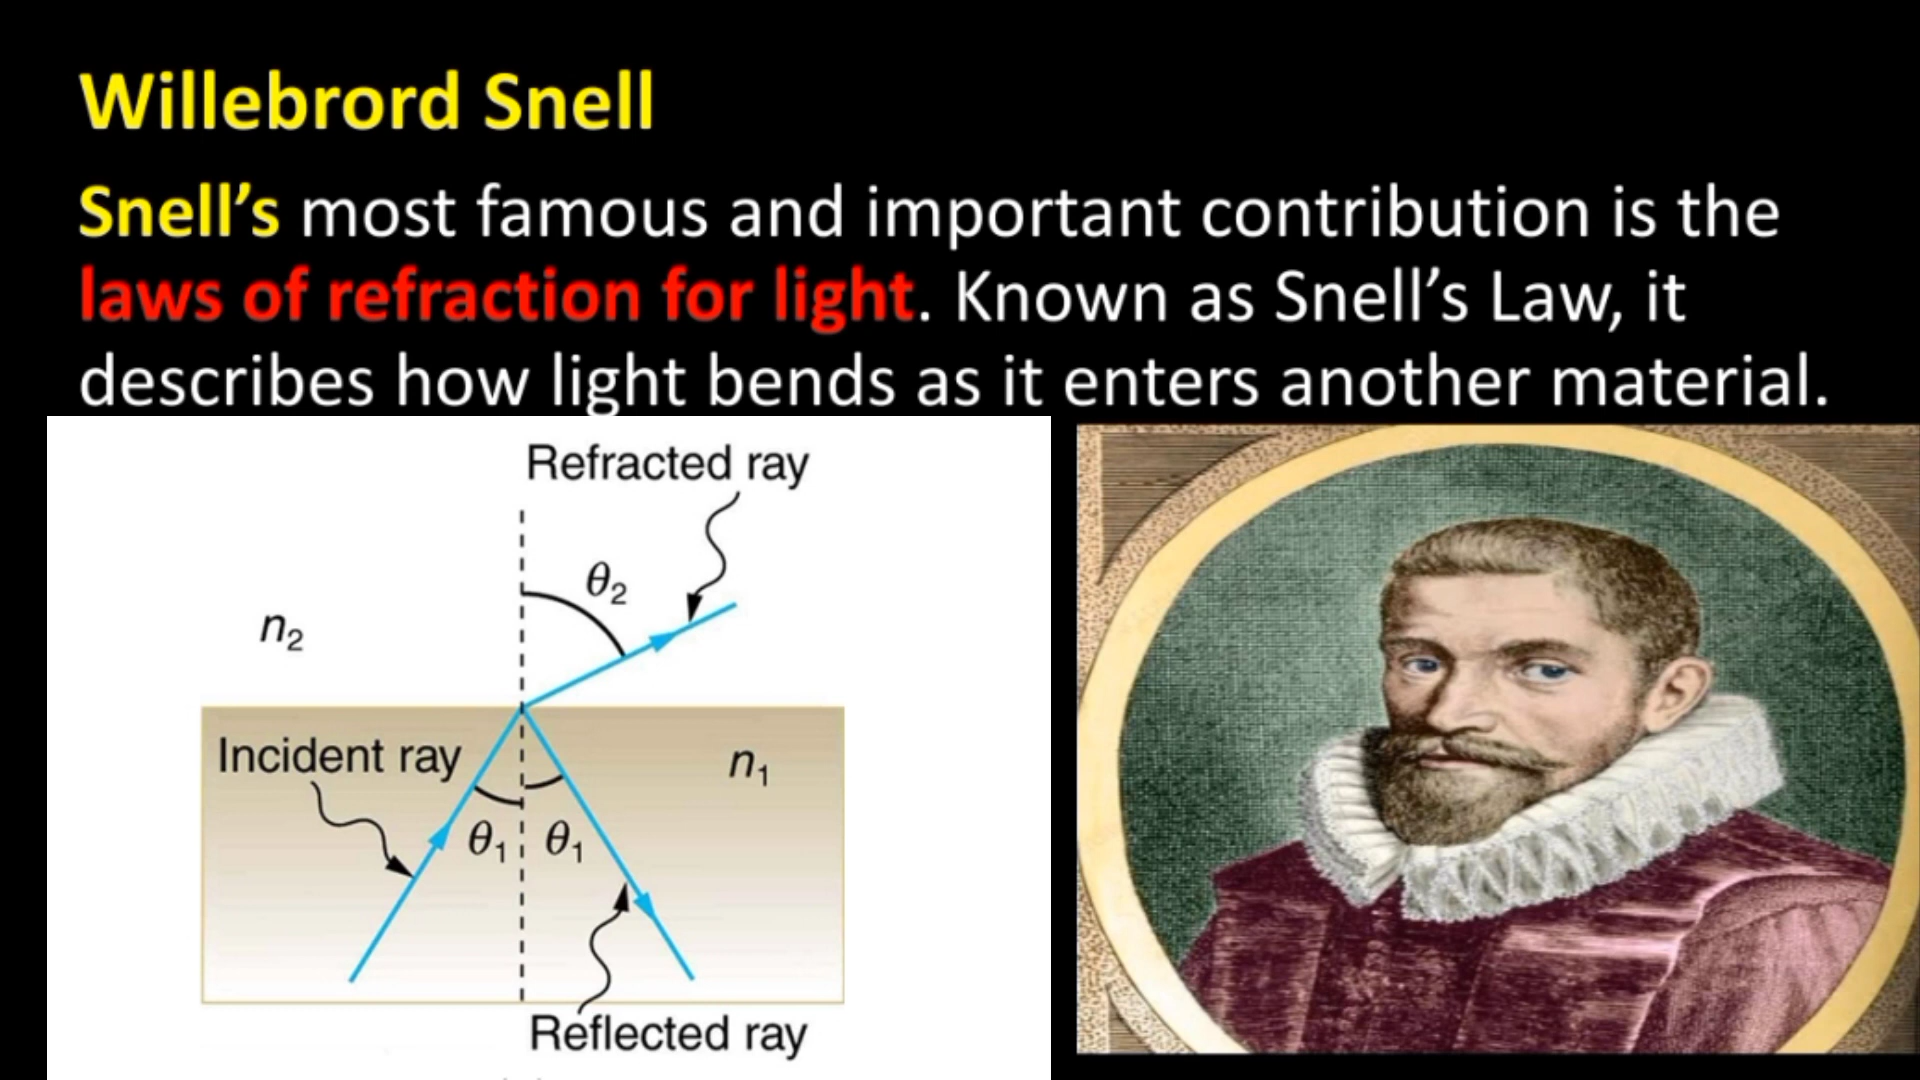 Willebrord Snell
Snell’s most famous and important contribution is the
laws of refraction for light. Known as Snell’s Law, it
describes how light bends as it enters another material.
Refracted ray
θ2
n2
Incident ray
n1
θ1
θ1
Reflected ray